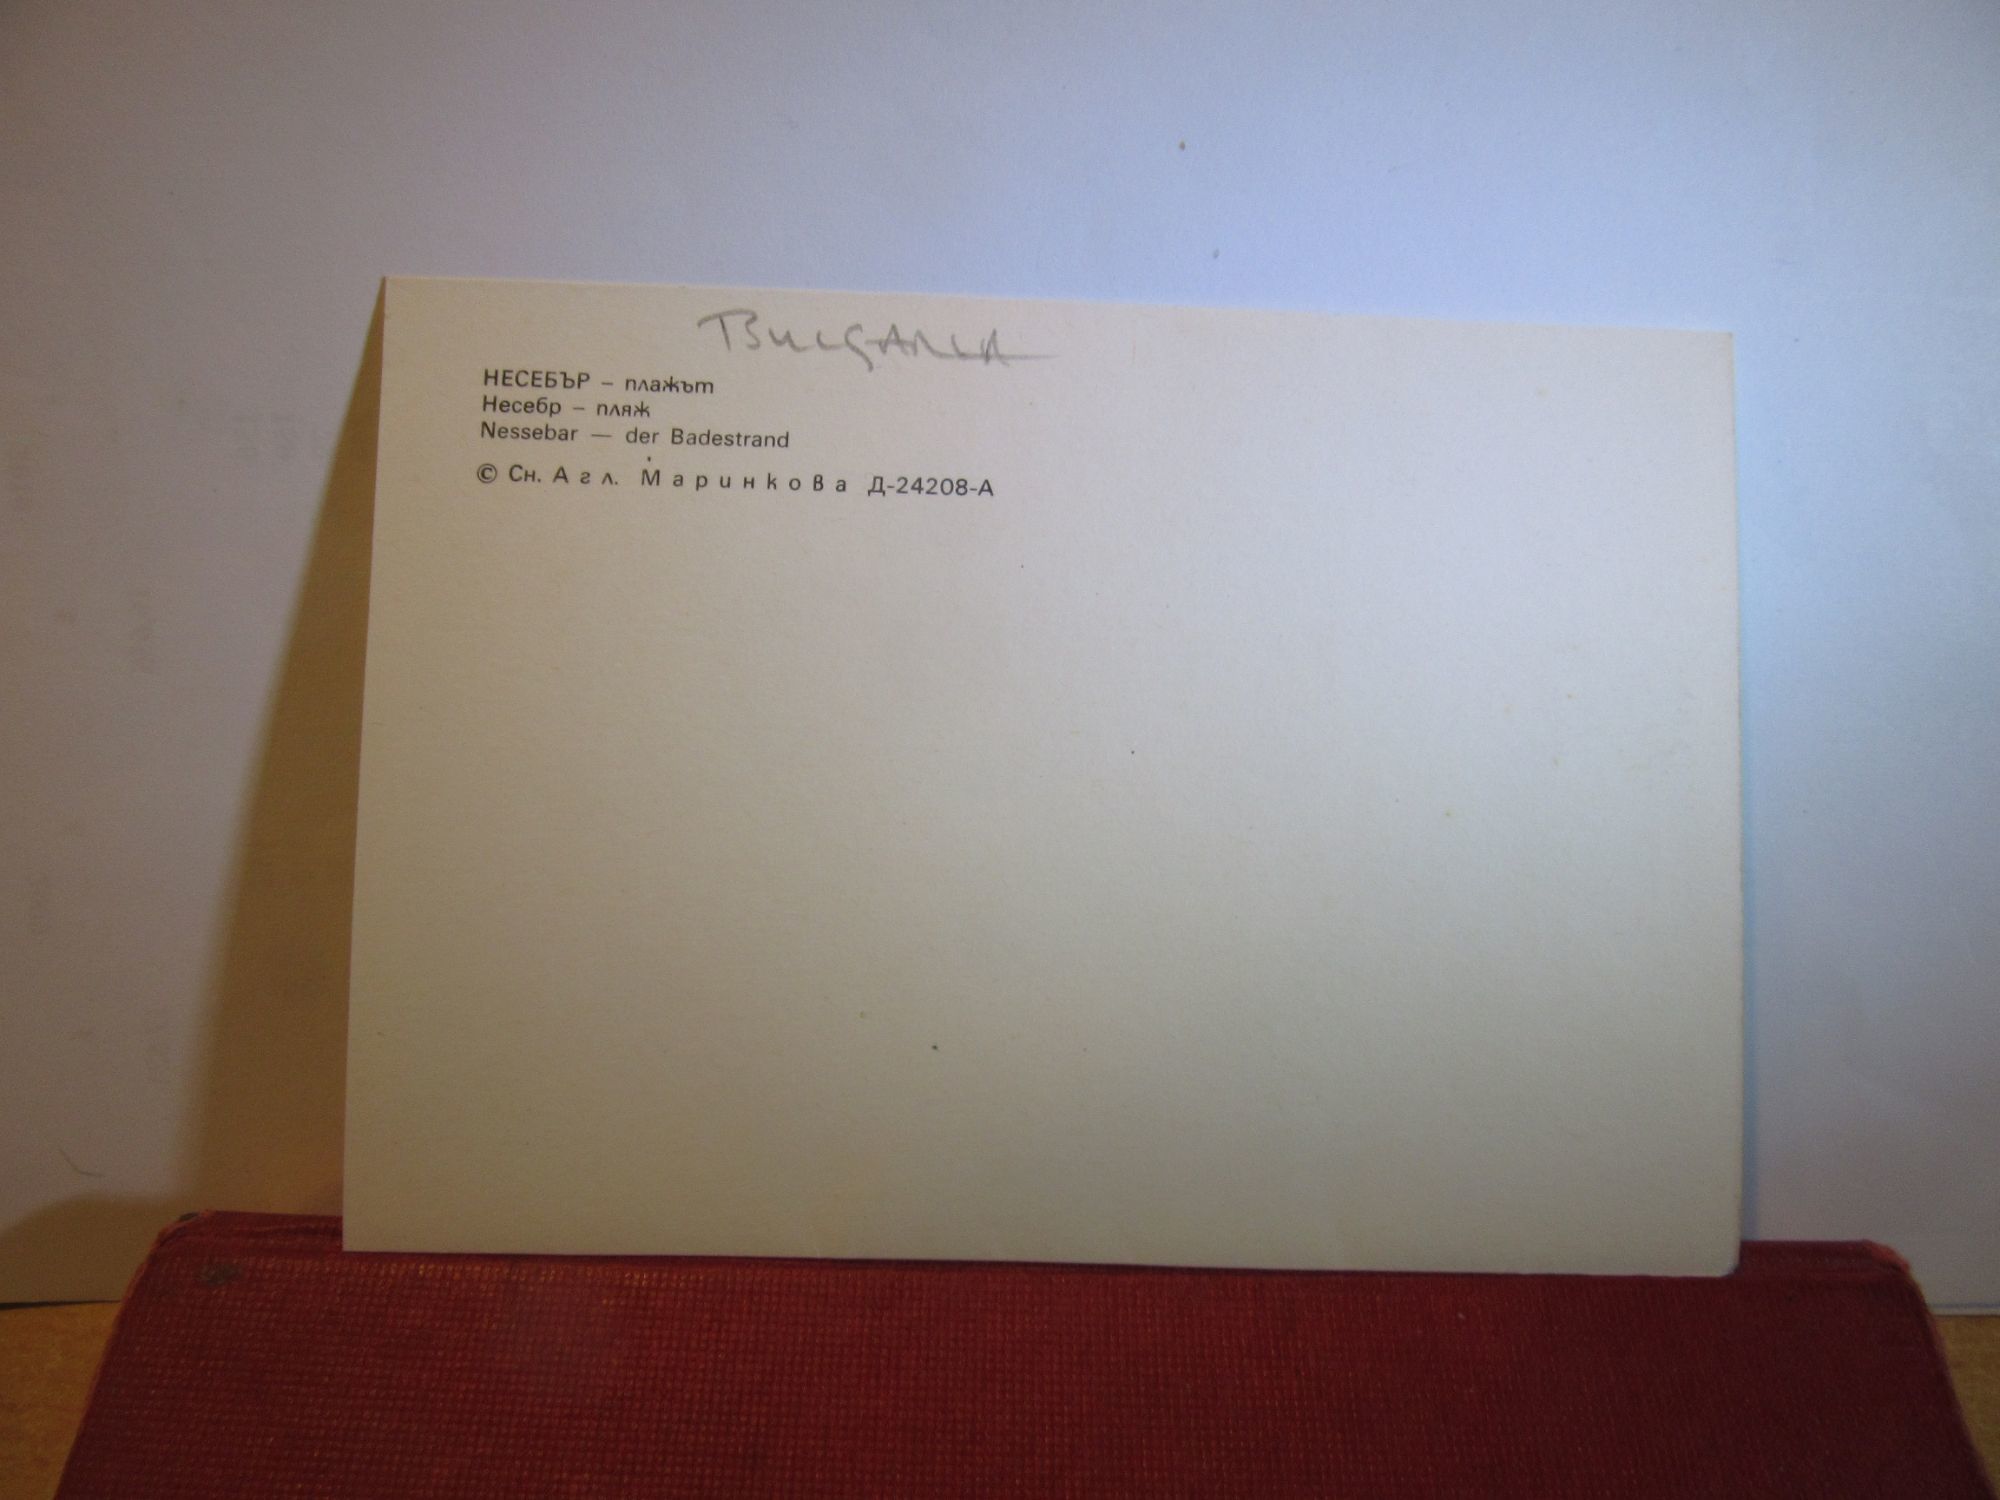 BULGARIA
НЕСЕБЪР – плажът
Несебр – пляж
Nessebar — der Badestrand
© Сн. Агл. Маринкова Д-24208-А